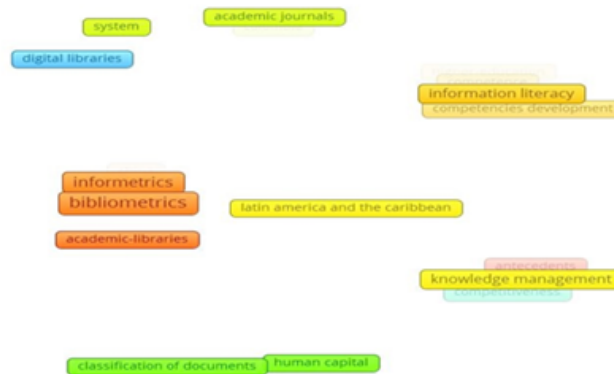 academic journals
system
digital libraries
information literacy
competencies development
informetrics
bibliometrics
latin america and the caribbean
academic-libraries
antecedents
knowledge management
competitiveness
classification of documents
human capital